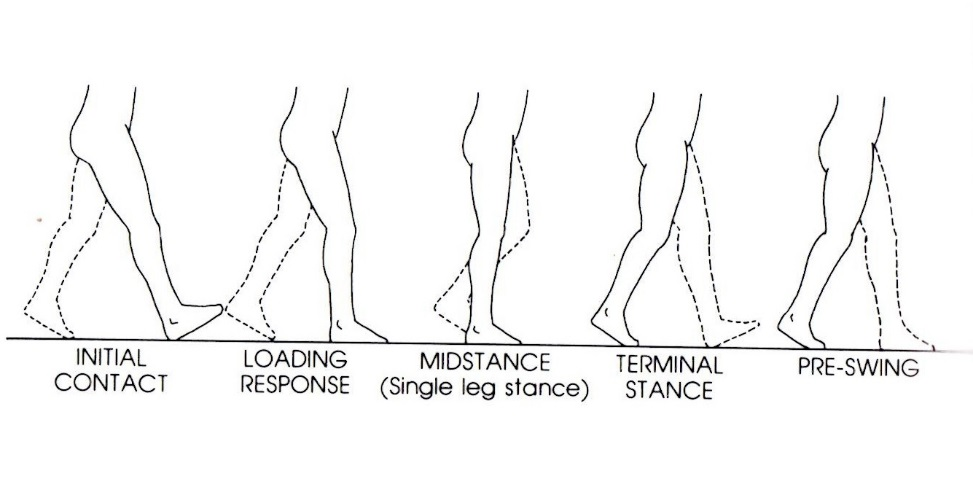 INITIAL
CONTACT
LOADING
RESPONSE
MIDSTANCE
(Single leg stance)
TERMINAL
STANCE
PRE-SWING